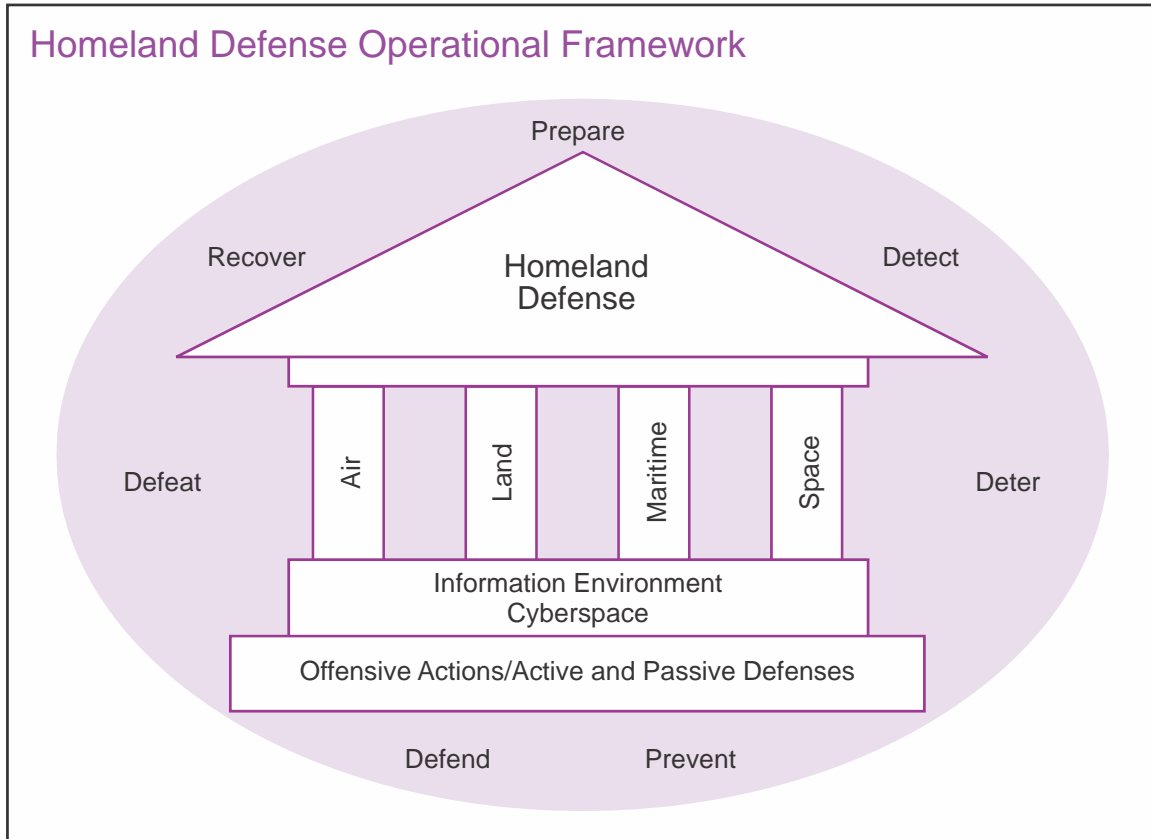 Homeland Defense Operational Framework
Prepare
Recover
Detect
Homeland
Defense
Air
Land
Maritime
Space
Defeat
Deter
Information Environment
Cyberspace
Offensive Actions/Active and Passive Defenses
Defend
Prevent